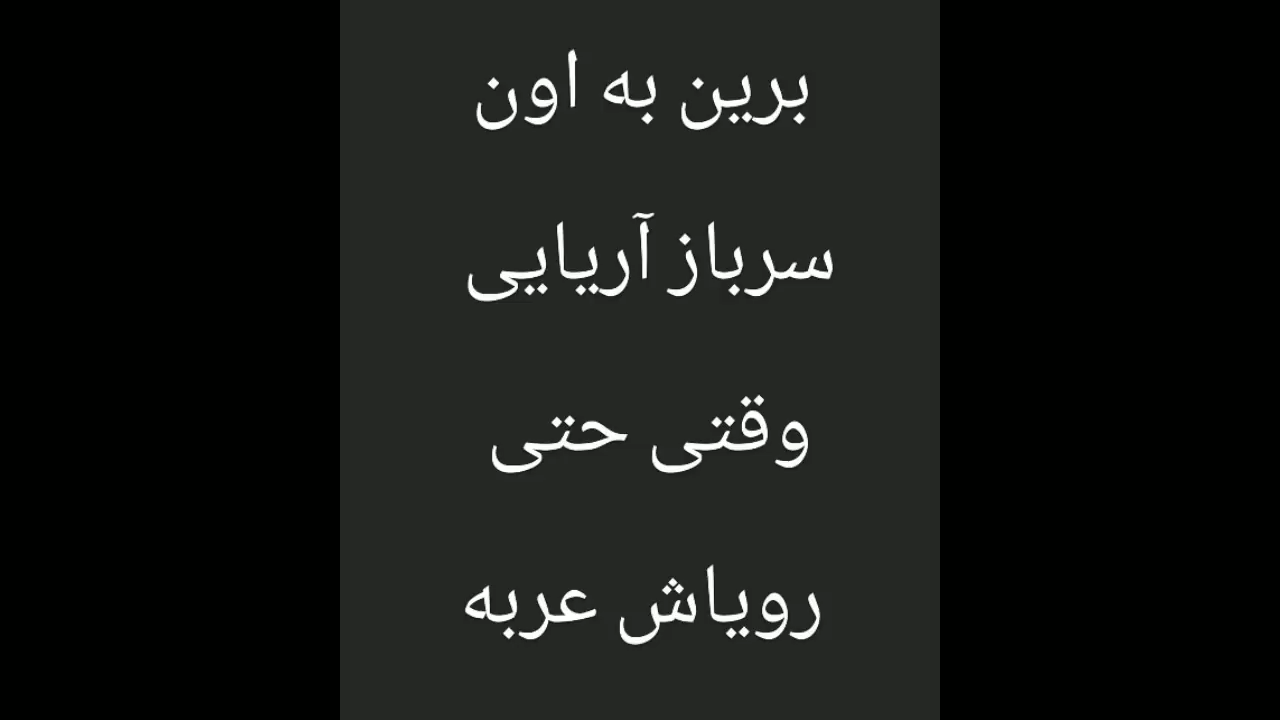 برین به اون
سرباز آریایی
وقتی حتی
رویاش عربه